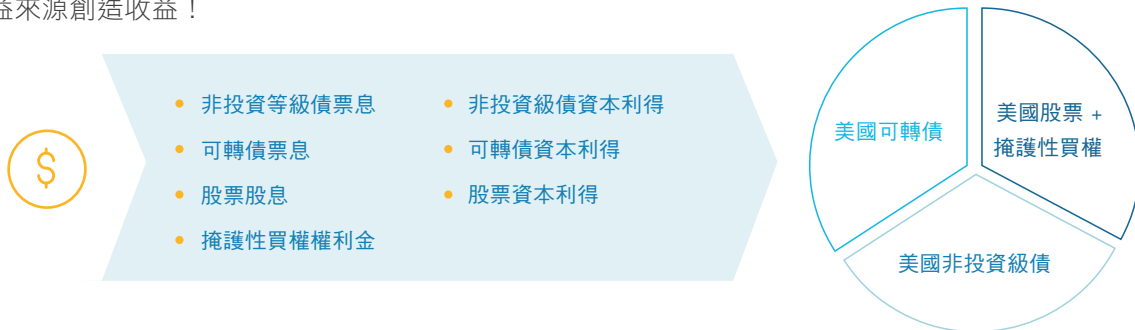 益來源創造收益！
• 非投資等級債票息
• 可轉債票息
• 股票股息
• 掩護性買權權利金
• 非投資級債資本利得
• 可轉債資本利得
• 股票資本利得
美國可轉債
美國股票 +
掩護性買權
美國非投資級債